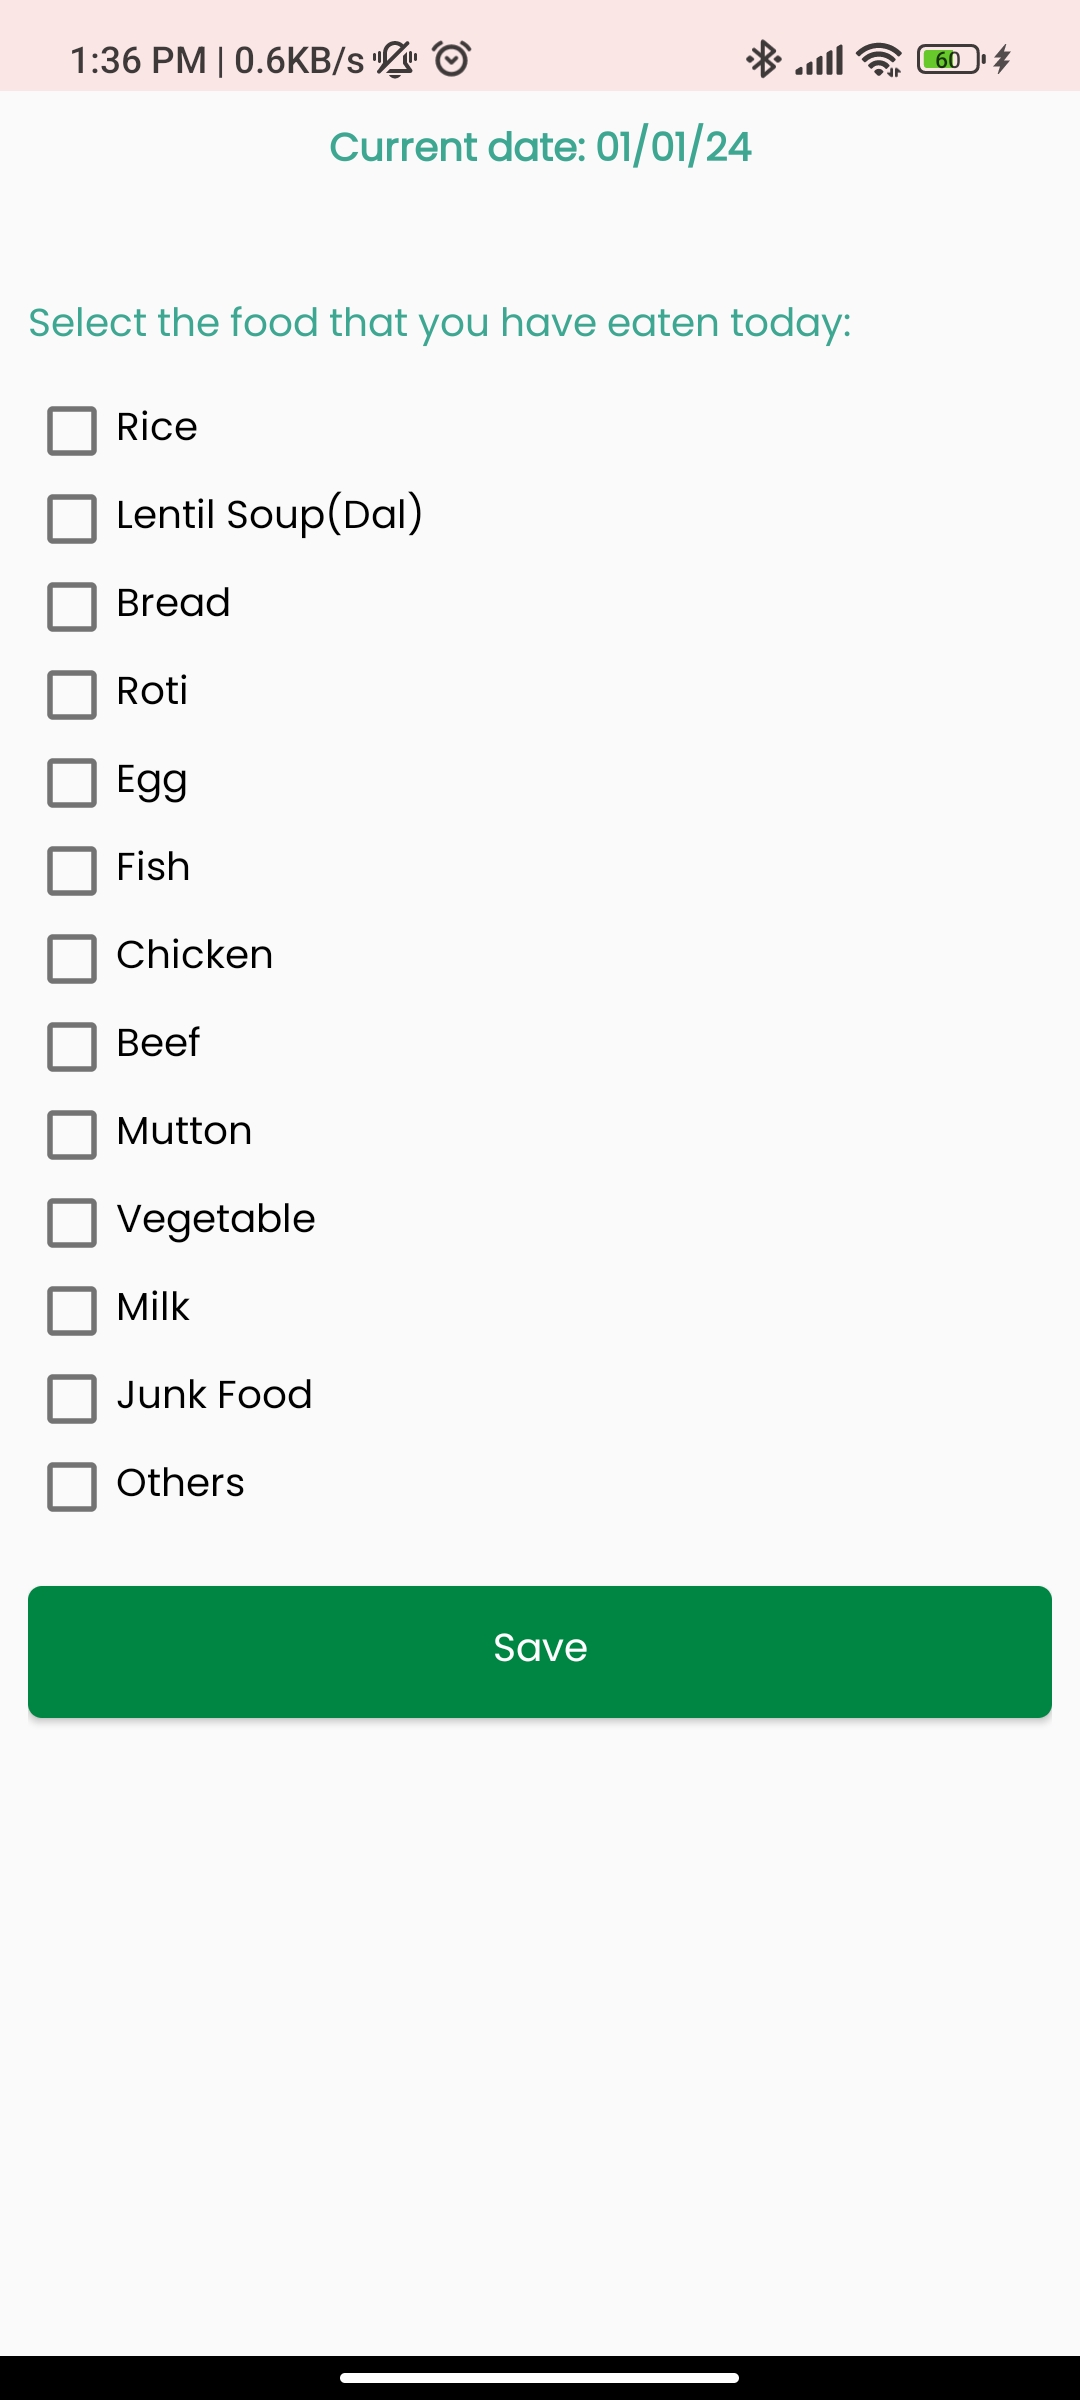 1:36 PM | 0.6KB/s 60
Current date: 01/01/24
Select the food that you have eaten today:
Rice
Lentil Soup(Dal)
Bread
Roti
Egg
Fish
Chicken
Beef
Mutton
Vegetable
Milk
Junk Food
Others
Save